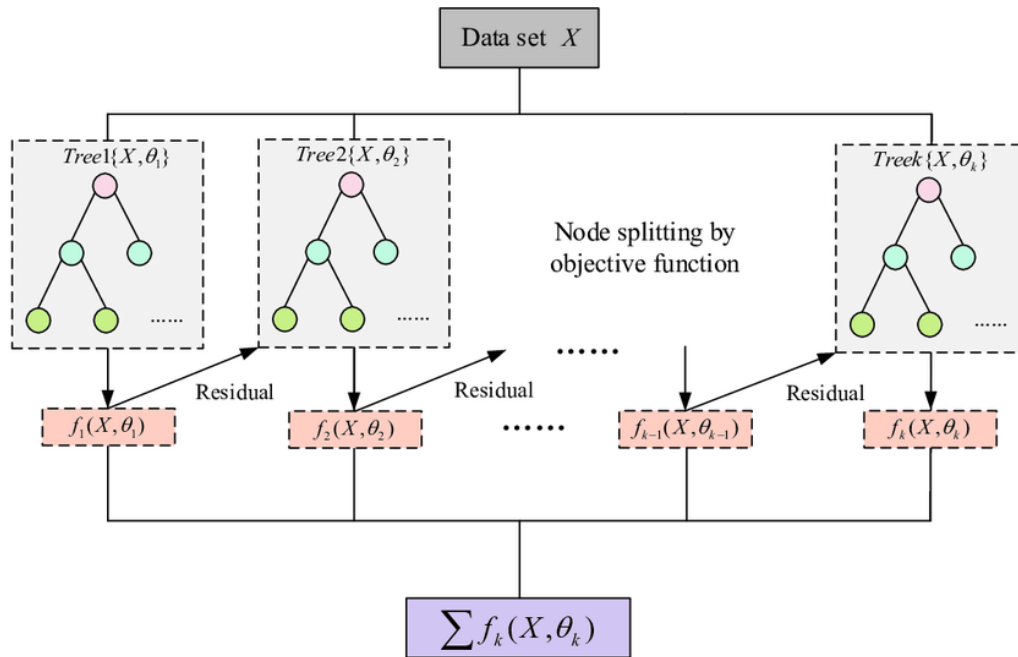 Data set X
Tree1{X,θ₁}
Tree2{X,θ₂}
Treek{X,θₖ}
Node splitting by
objective function
……
……
……
……
Residual
Residual
Residual
f₁(X,θ₁)
f₂(X,θ₂)
……
fₖ₋₁(X,θₖ₋₁)
fₖ(X,θₖ)
∑fₖ(X,θₖ)